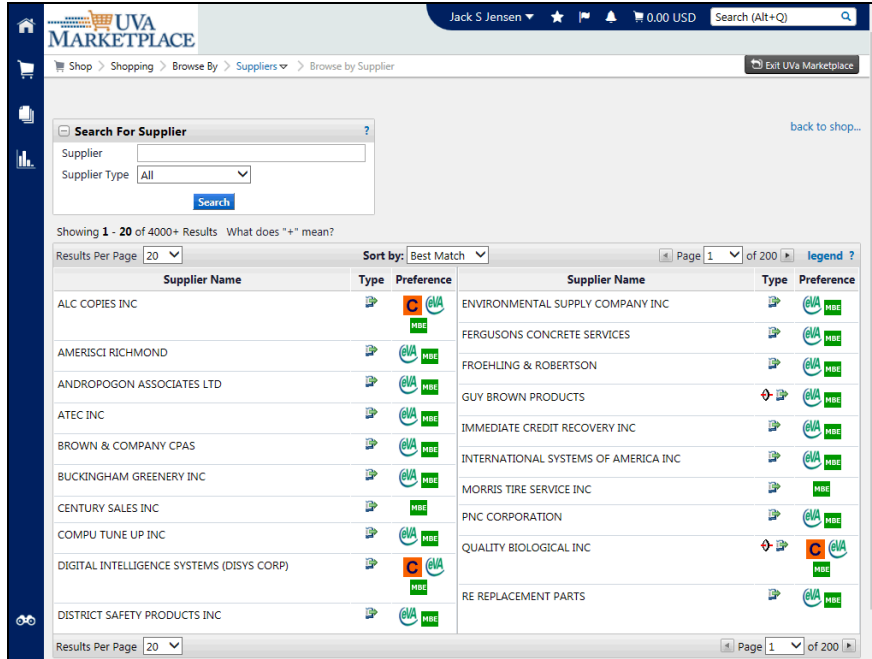 UVA
MARKETPLACE
Jack S Jensen 0.00 USD Search (Alt+Q)
Shop > Shopping > Browse By > Suppliers > Browse by Supplier
Exit UVa Marketplace
back to shop...
Search For Supplier ?
Supplier
Supplier Type All
Search
Showing 1 - 20 of 4000+ Results What does "+" mean?
Results Per Page 20 Sort by: Best Match Page 1 of 200 legend ?
Supplier Name Type Preference
ALC COPIES INC C eVA MBE
AMERISCI RICHMOND eVA MBE
ANDROPOGON ASSOCIATES LTD eVA MBE
ATEC INC eVA MBE
BROWN & COMPANY CPAS eVA MBE
BUCKINGHAM GREENERY INC eVA MBE
CENTURY SALES INC MBE
COMPU TUNE UP INC eVA MBE
DIGITAL INTELLIGENCE SYSTEMS (DISYS CORP) C eVA MBE
DISTRICT SAFETY PRODUCTS INC eVA MBE
Supplier Name Type Preference
ENVIRONMENTAL SUPPLY COMPANY INC eVA MBE
FERGUSONS CONCRETE SERVICES eVA MBE
FROEHLING & ROBERTSON eVA MBE
GUY BROWN PRODUCTS eVA MBE
IMMEDIATE CREDIT RECOVERY INC eVA MBE
INTERNATIONAL SYSTEMS OF AMERICA INC eVA MBE
MORRIS TIRE SERVICE INC MBE
PNC CORPORATION eVA MBE
QUALITY BIOLOGICAL INC C eVA MBE
RE REPLACEMENT PARTS eVA MBE
Results Per Page 20 Page 1 of 200